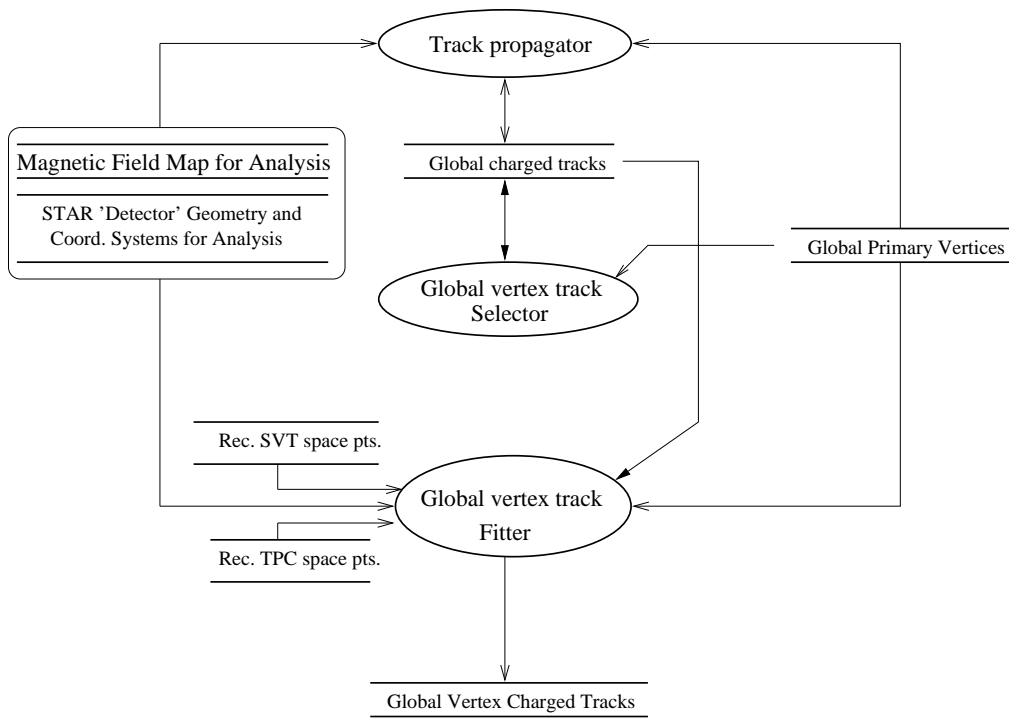 Track propagator
Magnetic Field Map for Analysis
STAR 'Detector' Geometry and
Coord. Systems for Analysis
Global charged tracks
Global Primary Vertices
Global vertex track
Selector
Rec. SVT space pts.
Global vertex track
Fitter
Rec. TPC space pts.
Global Vertex Charged Tracks